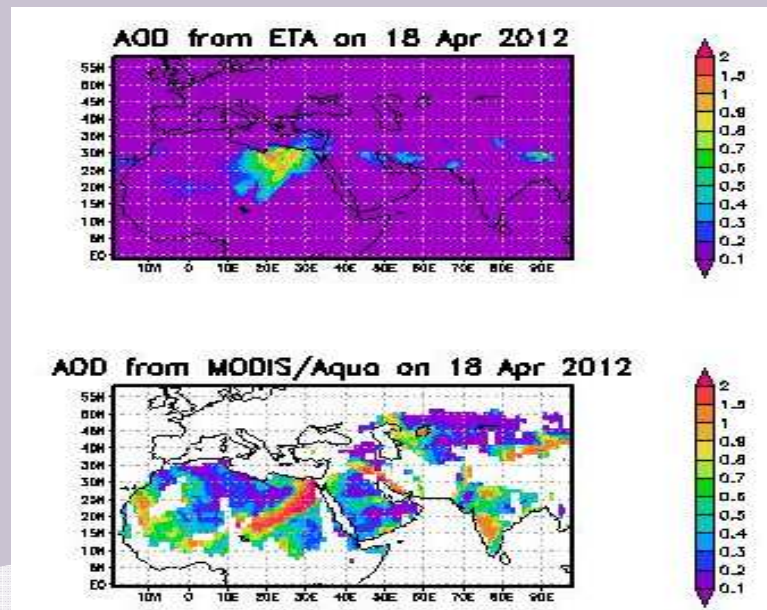 AOD from ETA on 18 Apr 2012
55N
50N
45N
40N
35N
30N
25N
20N
15N
10N
5N
EQ
10W 0 10E 20E 30E 40E 50E 60E 70E 80E 90E
2
1.5
1
0.9
0.8
0.7
0.6
0.5
0.4
0.3
0.2
0.1
AOD from MODIS/Aqua on 18 Apr 2012
55N
50N
45N
40N
35N
30N
25N
20N
15N
10N
5N
EQ
10W 0 10E 20E 30E 40E 50E 60E 70E 80E 90E
2
1.5
1
0.9
0.8
0.7
0.6
0.5
0.4
0.3
0.2
0.1